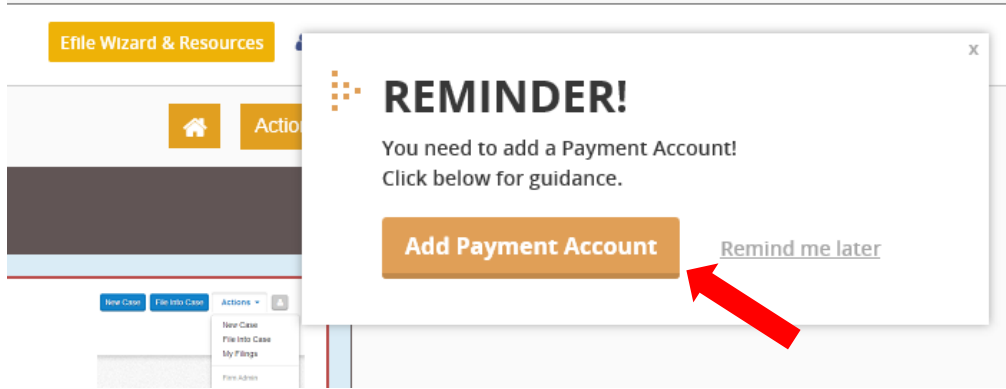 Efile Wizard & Resources
x
REMINDER!
Actio
You need to add a Payment Account!
Click below for guidance.
Add Payment Account
Remind me later
New Case
File Into Case
Actions
New Case
File Into Case
My Filings
Firm Admin